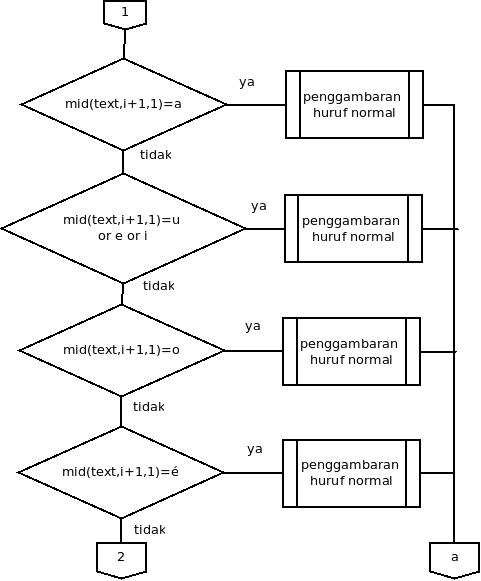 1
ya
mid(text,i+1,1)=a
penggambaran
huruf normal
tidak
ya
mid(text,i+1,1)=u
or e or i
penggambaran
huruf normal
tidak
ya
mid(text,i+1,1)=o
penggambaran
huruf normal
tidak
ya
mid(text,i+1,1)=é
penggambaran
huruf normal
tidak
2
a